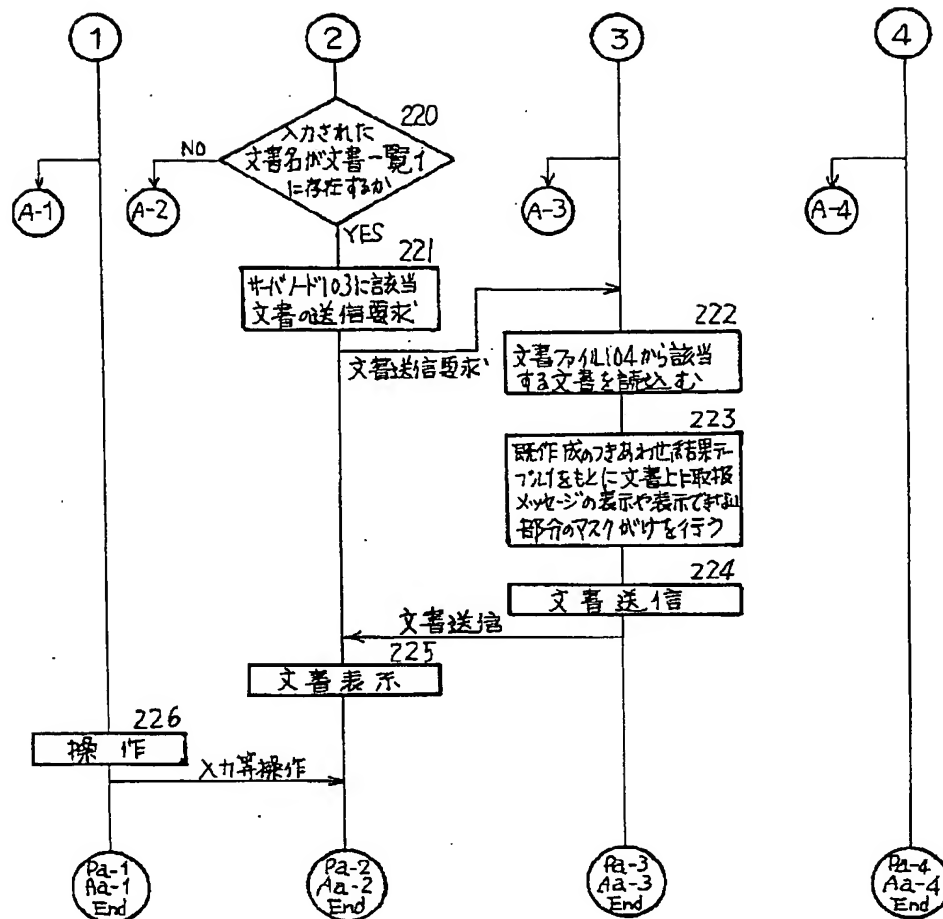 1
2
3
4
220
入力された
文書名が文書一覧イ
に存在するか
NO
A-1
A-2
A-3
A-4
YES
221
サーバノード103に該当
文書の送信要求
文書送信要求
222
文書ファイル104から該当
する文書を読込む
223
既作成のつきあわせ結果テー
ブルイをもとに文書上に取扱
メッセージの表示や表示できない
部分のマスクがけを行う
224
文書送信
文書送信
225
文書表示
226
操作
入力等操作
Pa-1
Aa-1
End
Pa-2
Aa-2
End
Pa-3
Aa-3
End
Pa-4
Aa-4
End